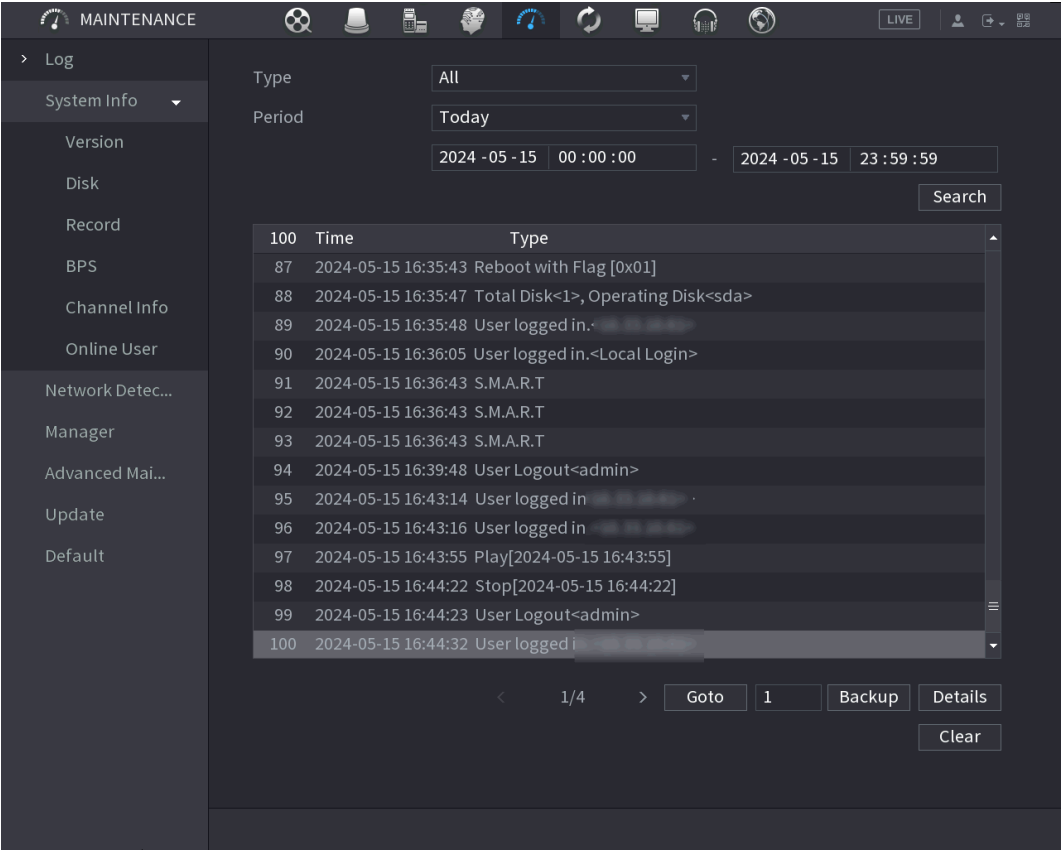 MAINTENANCE LIVE
Log
System Info
Version
Disk
Record
BPS
Channel Info
Online User
Network Detec...
Manager
Advanced Mai...
Update
Default
Type All
Period Today
2024 -05 -15 00 :00 :00 - 2024 -05 -15 23 :59 :59
Search
100 Time Type
87 2024-05-15 16:35:43 Reboot with Flag [0x01]
88 2024-05-15 16:35:47 Total Disk<1>, Operating Disk<sda>
89 2024-05-15 16:35:48 User logged in.
90 2024-05-15 16:36:05 User logged in.<Local Login>
91 2024-05-15 16:36:43 S.M.A.R.T
92 2024-05-15 16:36:43 S.M.A.R.T
93 2024-05-15 16:36:43 S.M.A.R.T
94 2024-05-15 16:39:48 User Logout<admin>
95 2024-05-15 16:43:14 User logged in
96 2024-05-15 16:43:16 User logged in
97 2024-05-15 16:43:55 Play[2024-05-15 16:43:55]
98 2024-05-15 16:44:22 Stop[2024-05-15 16:44:22]
99 2024-05-15 16:44:23 User Logout<admin>
100 2024-05-15 16:44:32 User logged
< 1/4 > Goto 1 Backup Details
Clear